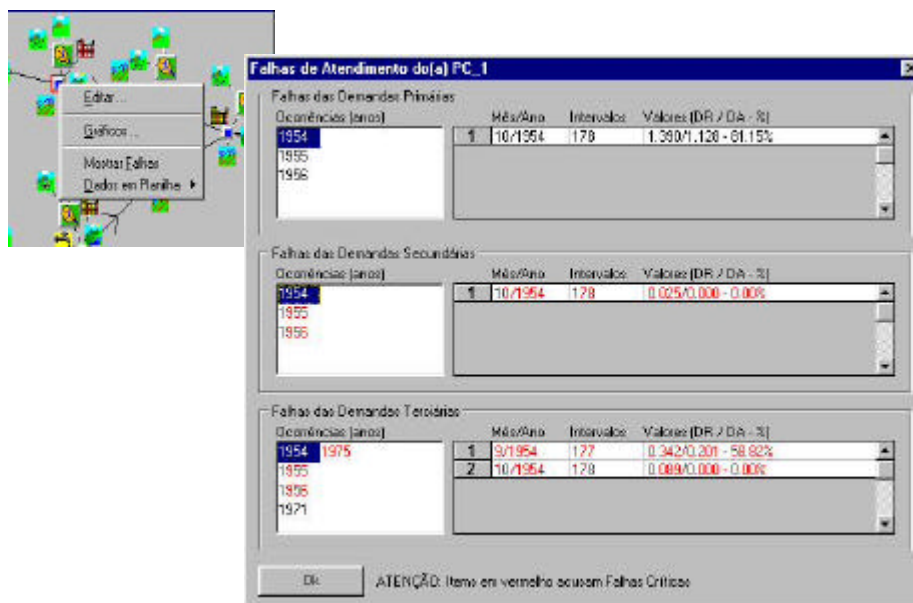 Editar...
Gráficos...
Mostrar Falhas
Dados em Planilha
Falhas de Atendimento do(a) PC_1
Falhas das Demandas Primárias
Ocorrências (anos) Mês/Ano Intervalos Valores (DR / DA - %)
1954 1 10/1954 178 1.390/1.128 - 81.15%
1955
1956
Falhas das Demandas Secundárias
Ocorrências (anos) Mês/Ano Intervalos Valores (DR / DA - %)
1954 1 10/1954 178 0.025/0.000 - 0.00%
1955
1956
Falhas das Demandas Terciárias
Ocorrências (anos) Mês/Ano Intervalos Valores (DR / DA - %)
1954 1975 1 9/1954 177 0.342/0.201 - 58.82%
1955 2 10/1954 178 0.089/0.000 - 0.00%
1956
1971
Ok ATENÇÃO: Items em vermelho acusam Falhas Críticas